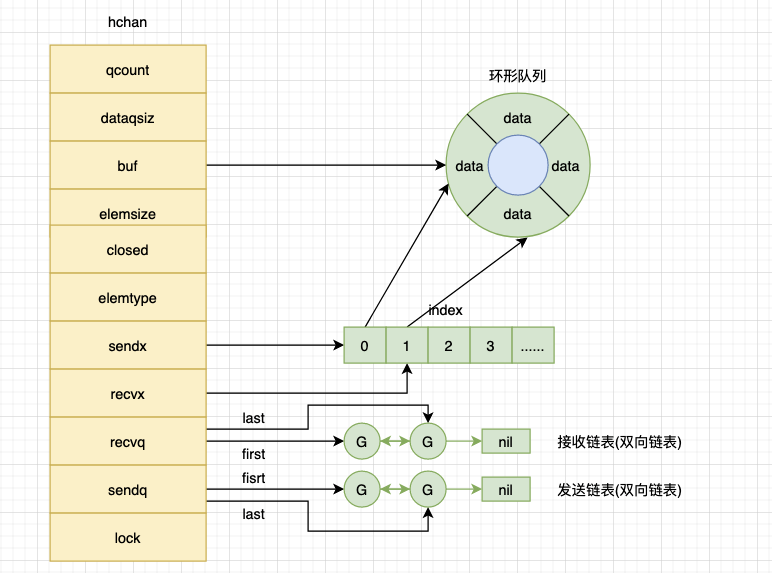 hchan
qcount
环形队列
dataqsiz
data
buf
data
data
elemsize
data
closed
elemtype
index
sendx
0
1
2
3
......
recvx
last
recvq
G
G
nil
接收链表(双向链表)
first
fisrt
sendq
G
G
nil
发送链表(双向链表)
last
lock